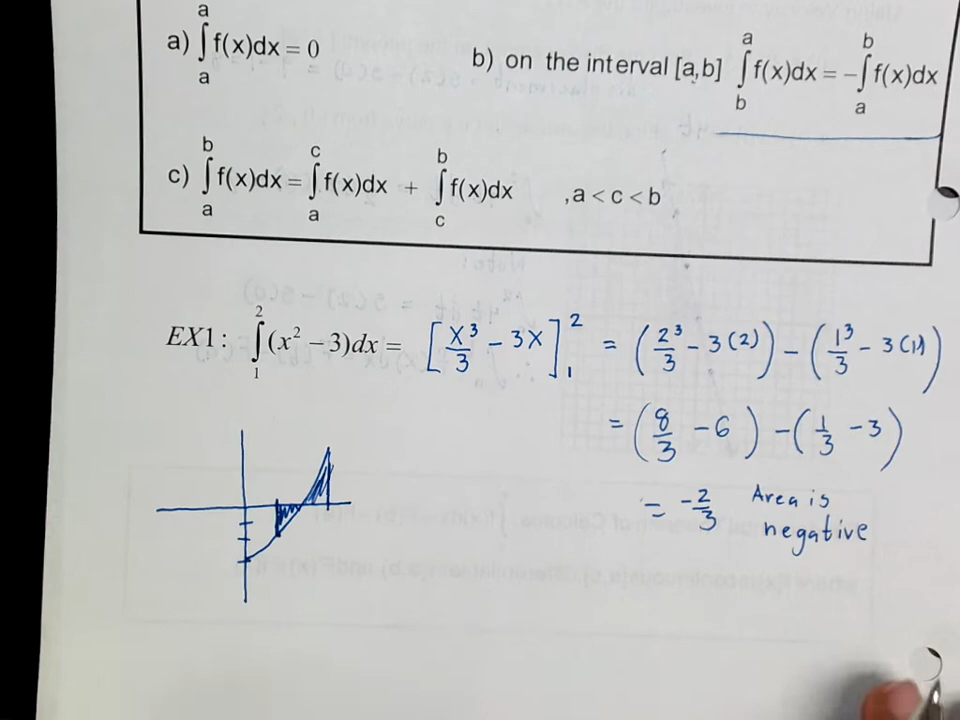 a) ∫ₐᵃ f(x)dx = 0
b) on the interval [a,b] ∫_b^a f(x)dx = −∫_a^b f(x)dx
c) ∫_a^b f(x)dx = ∫_a^c f(x)dx + ∫_c^b f(x)dx ,a < c < b
EX1: ∫_1^2 (x² − 3)dx = [x³/3 − 3x]_1^2 = (2³/3 − 3(2)) − (1³/3 − 3(1))
= (8/3 − 6) − (1/3 − 3)
= −2/3 Area is
negative